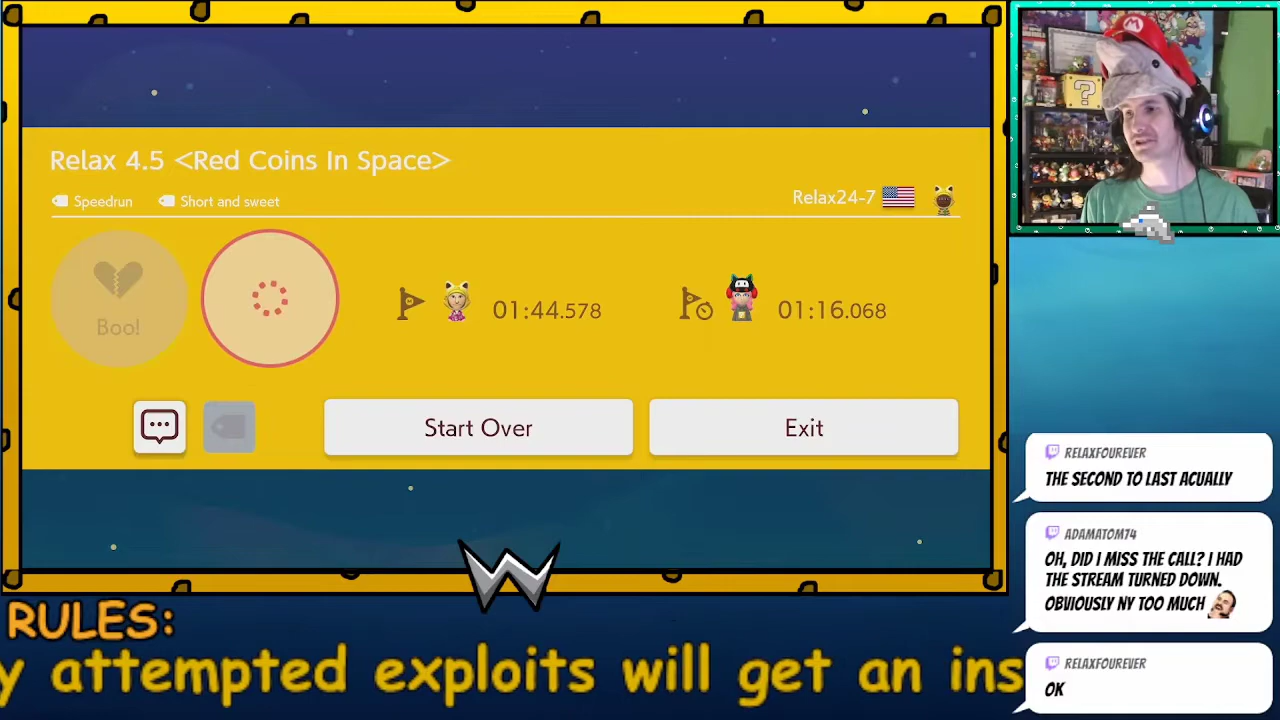 Relax 4.5 <Red Coins In Space>
Speedrun Short and sweet
Relax24-7
Boo!
01:44.578
01:16.068
Start Over
Exit
W
RULES:
y attempted exploits will get an ins
M
?
RELAXFOUREVER
THE SECOND TO LAST ACUALLY
ADAMATOM74
OH, DID I MISS THE CALL? I HAD
THE STREAM TURNED DOWN.
OBVIOUSLY NY TOO MUCH
RELAXFOUREVER
OK